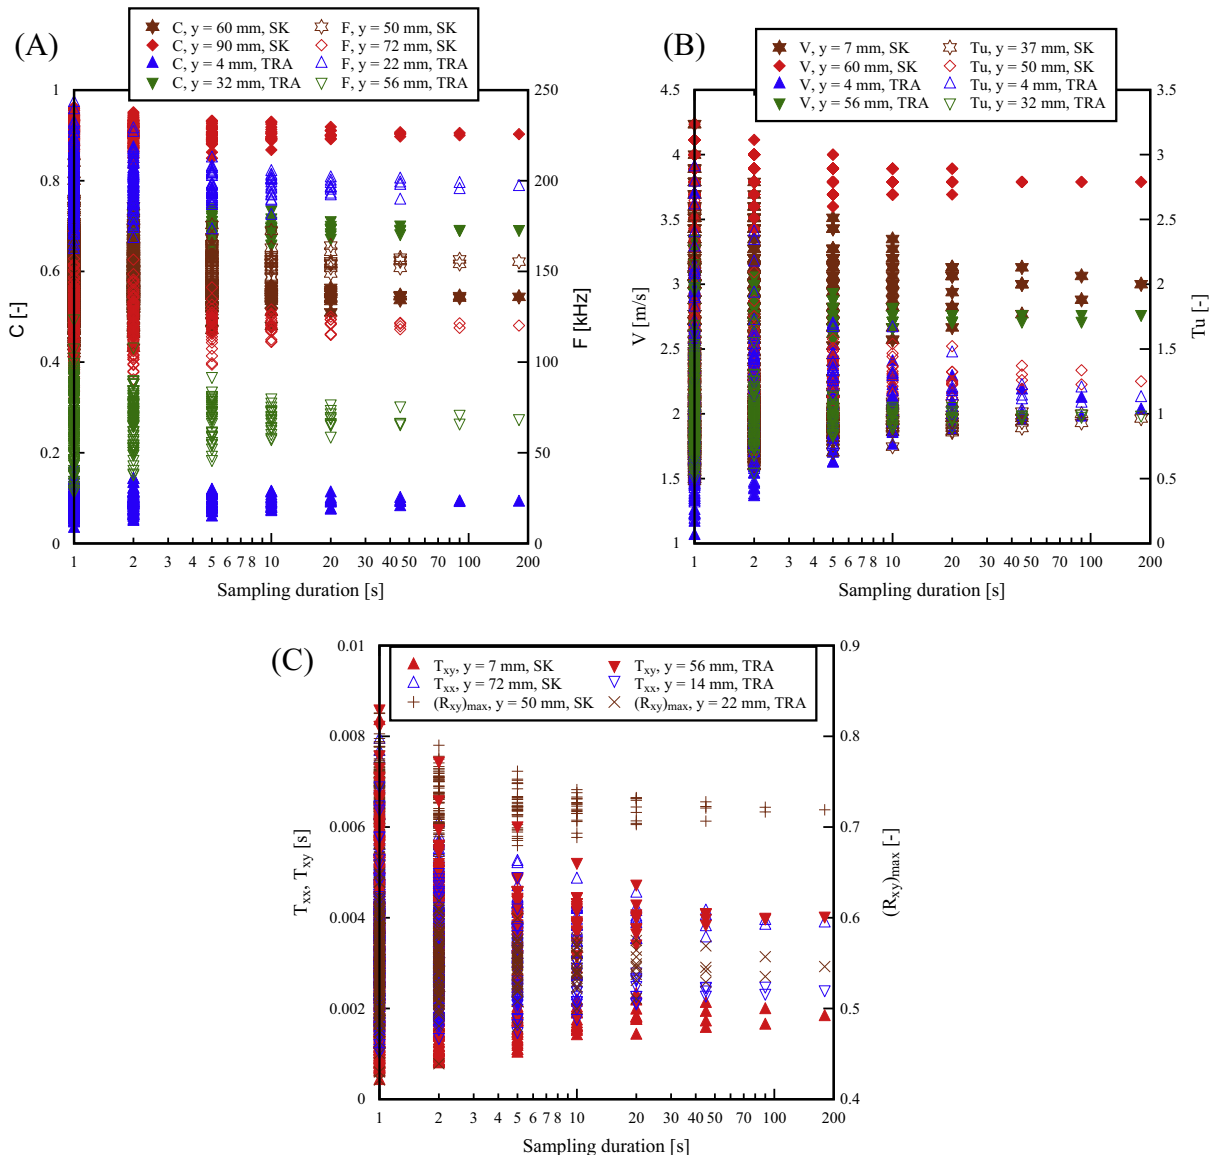 (A)
C, y = 60 mm, SK F, y = 50 mm, SK
C, y = 90 mm, SK F, y = 72 mm, SK
C, y = 4 mm, TRA F, y = 22 mm, TRA
C, y = 32 mm, TRA F, y = 56 mm, TRA
1 250
0.8 200
0.6 150
0.4 100
0.2 50
0 0
C [-]
F [kHz]
1 2 3 4 5 6 7 8 10 20 30 40 50 100 200
Sampling duration [s]
(B)
V, y = 7 mm, SK Tu, y = 37 mm, SK
V, y = 60 mm, SK Tu, y = 50 mm, SK
V, y = 4 mm, TRA Tu, y = 4 mm, TRA
V, y = 56 mm, TRA Tu, y = 32 mm, TRA
4.5 3.5
4 3
3.5 2.5
3 2
2.5 1.5
2 1
1.5 0.5
1 0
V [m/s]
Tu [-]
1 2 3 4 5 6 7 8 10 20 30 40 50 100 200
Sampling duration [s]
(C)
Txy, y = 7 mm, SK Txy, y = 56 mm, TRA
Txx, y = 72 mm, SK Txx, y = 14 mm, TRA
(Rxy)max, y = 50 mm, SK (Rxy)max, y = 22 mm, TRA
0.01 0.9
0.008 0.8
0.006 0.7
0.004 0.6
0.002 0.5
0 0.4
Txx, Txy [s]
(Rxy)max [-]
1 2 3 4 5 6 7 8 10 20 30 40 50 100 200
Sampling duration [s]